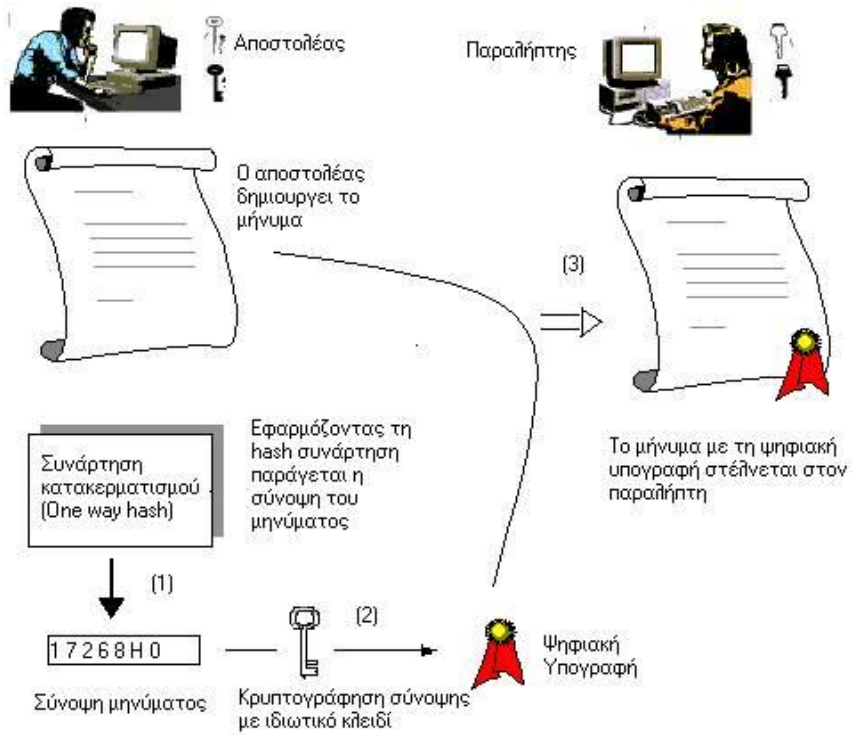 Αποστολέας
Παραλήπτης
Ο αποστολέας
δημιουργει το
μήνυμα
(3)
Συνάρτηση
κατακερματισμού
(One way hash)
Εφαρμόζοντας τη
hash συνάρτηση
παράγεται η
σύνοψη του
μηνύματος
Το μήνυμα με τη ψηφιακή
υπογραφή στέλνεται στον
παραλήπτη
(1)
(2)
17268H0
Σύνοψη μηνύματος
Κρυπτογράφηση σύνοψης
με ιδιωτικό κλειδί
Ψηφιακή
Υπογραφή